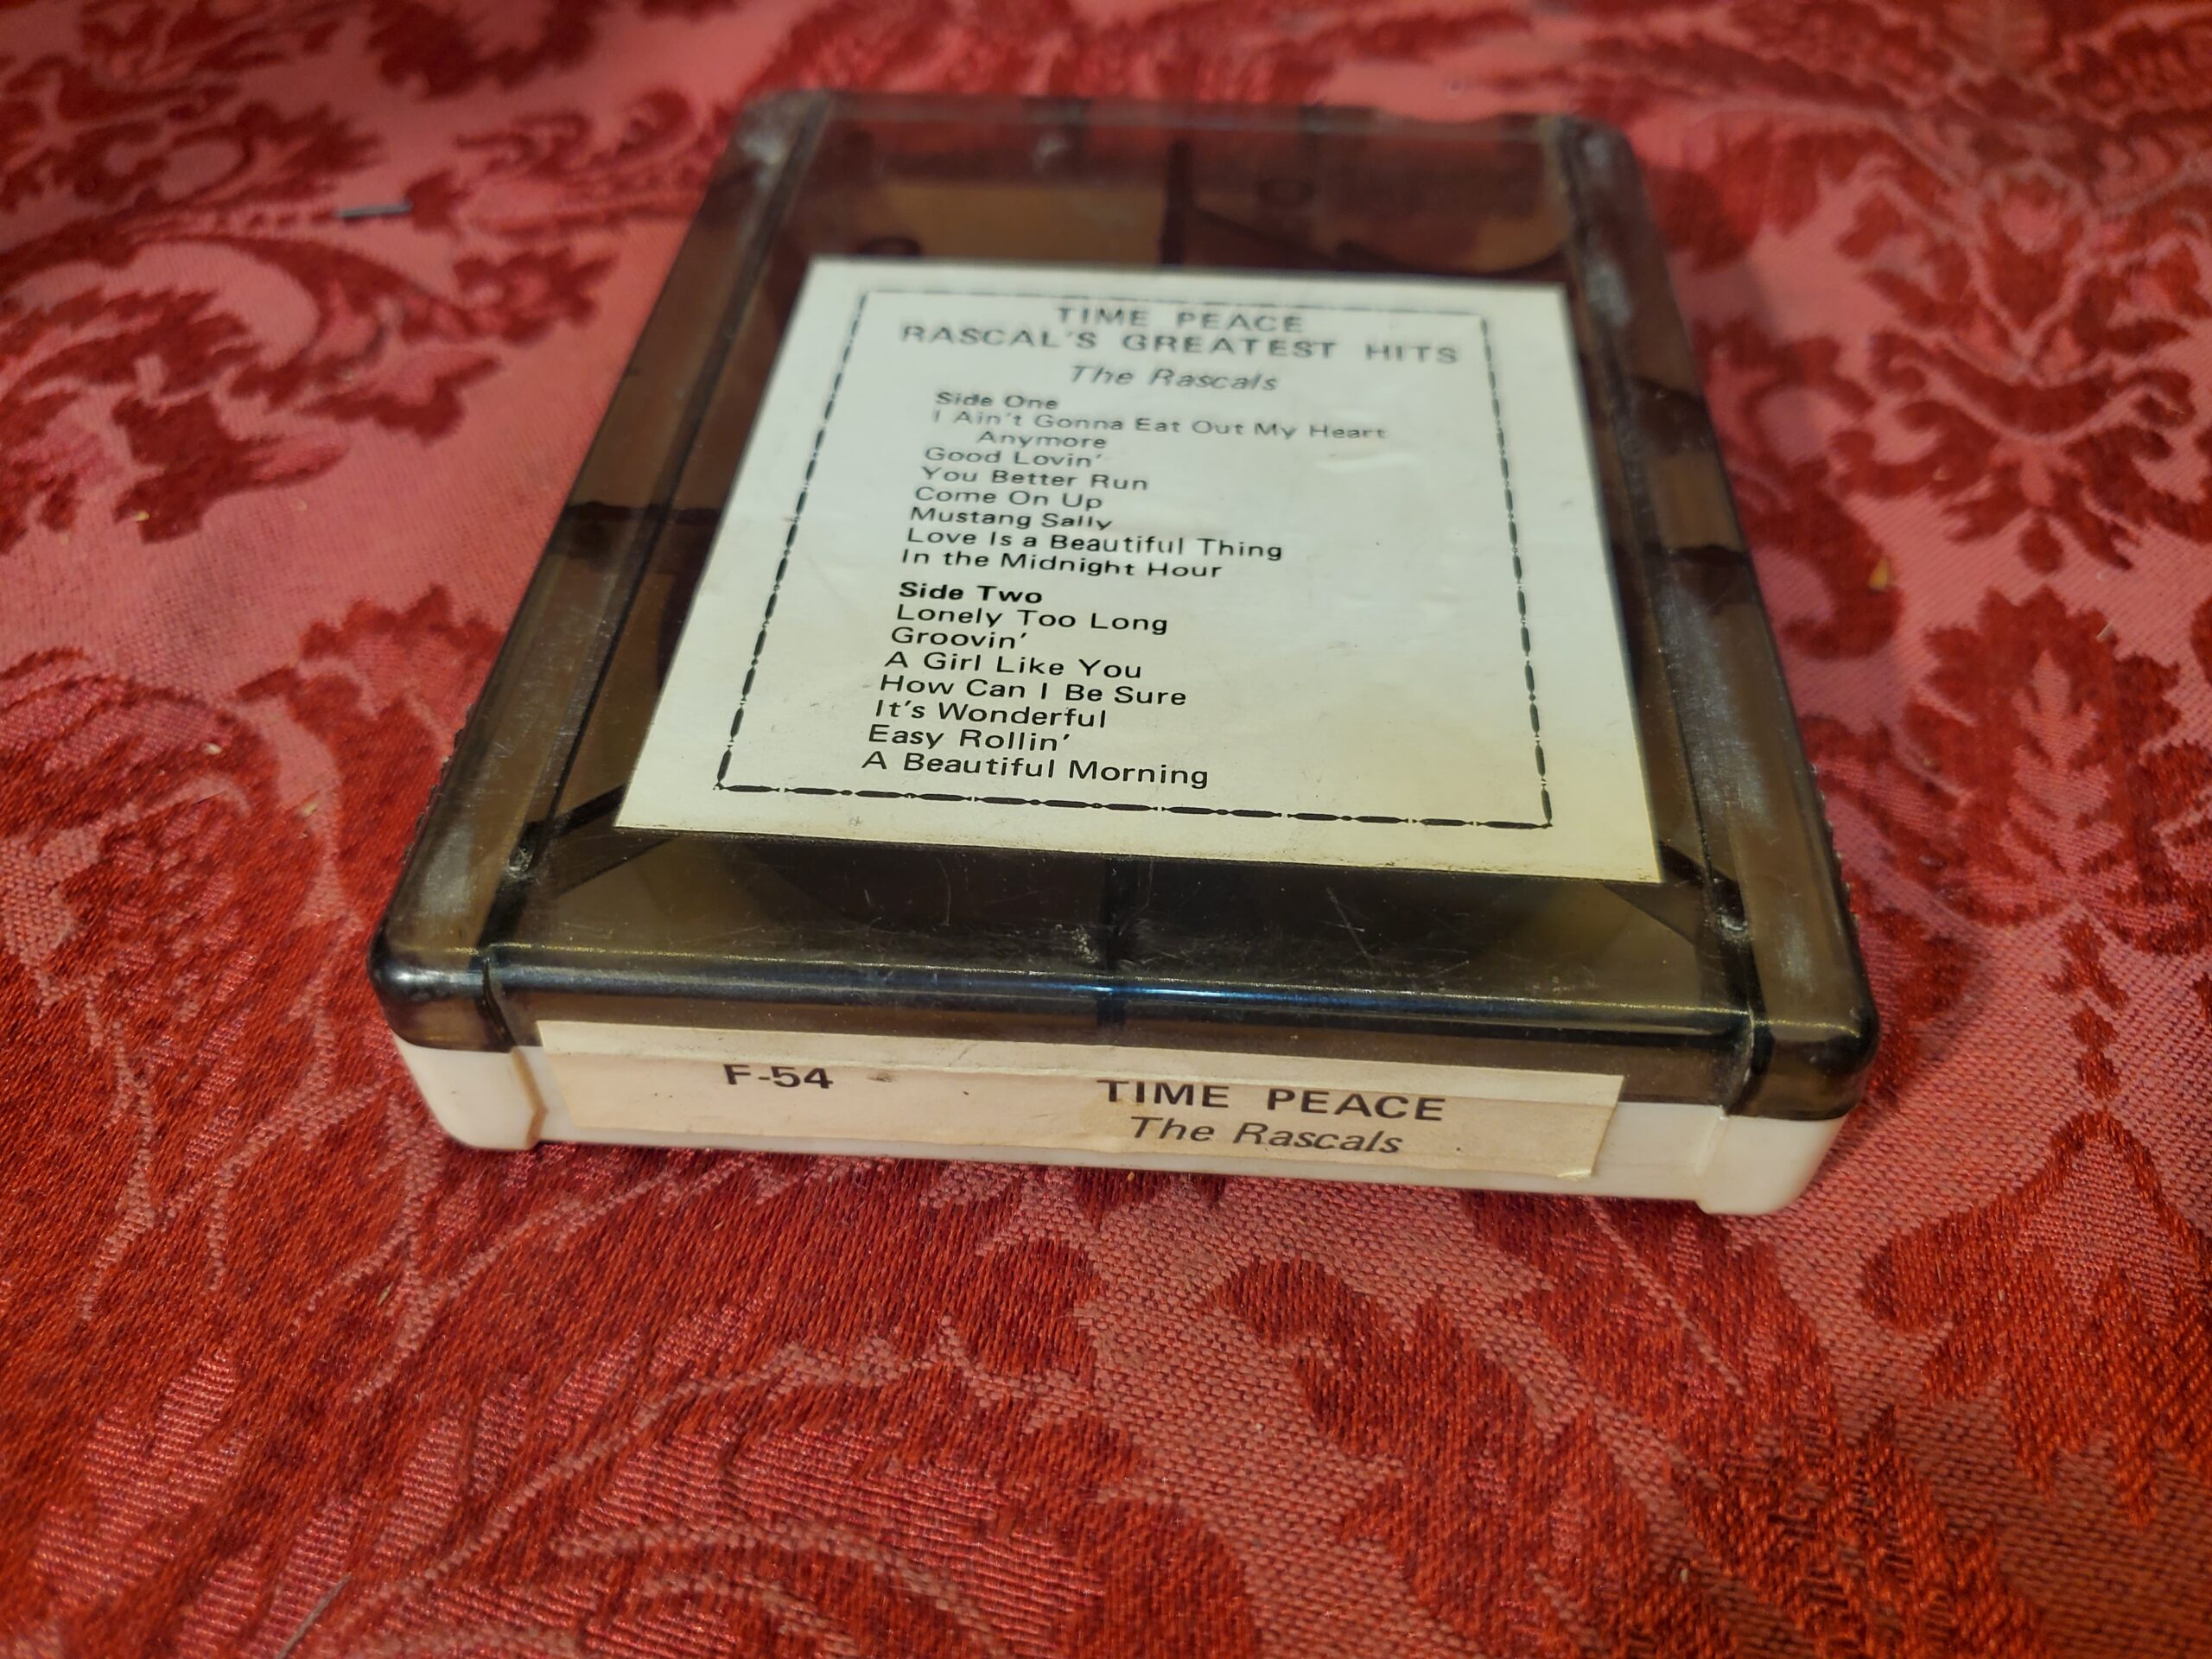 TIME PEACE
RASCAL'S GREATEST HITS
The Rascals
Side One
I Ain't Gonna Eat Out My Heart
Anymore
Good Lovin'
You Better Run
Come On Up
Mustang Sally
Love Is a Beautiful Thing
In the Midnight Hour
Side Two
Lonely Too Long
Groovin'
A Girl Like You
How Can I Be Sure
It's Wonderful
Easy Rollin'
A Beautiful Morning
F-54 TIME PEACE
The Rascals